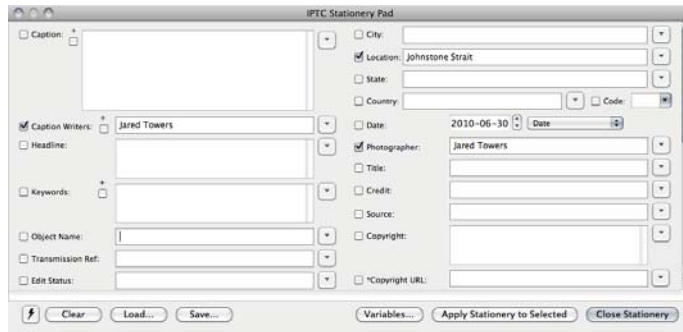 IPTC Stationery Pad
Caption: +
Caption Writers: + Jared Towers
Headline:
Keywords: +
Object Name:
Transmission Ref:
Edit Status:
City:
Location: Johnstone Strait
State:
Country: Code:
Date: 2010-06-30 Date
Photographer: Jared Towers
Title:
Credit:
Source:
Copyright:
*Copyright URL:
Clear Load... Save... Variables... Apply Stationery to Selected Close Stationery